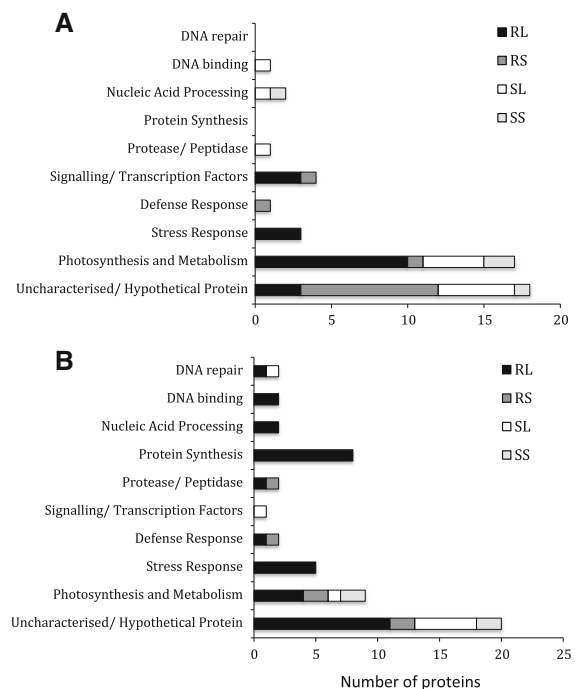 A
DNA repair
DNA binding
Nucleic Acid Processing
Protein Synthesis
Protease/ Peptidase
Signalling/ Transcription Factors
Defense Response
Stress Response
Photosynthesis and Metabolism
Uncharacterised/ Hypothetical Protein
RL
RS
SL
SS
0 5 10 15 20
B
DNA repair
DNA binding
Nucleic Acid Processing
Protein Synthesis
Protease/ Peptidase
Signalling/ Transcription Factors
Defense Response
Stress Response
Photosynthesis and Metabolism
Uncharacterised/ Hypothetical Protein
RL
RS
SL
SS
0 5 10 15 20 25
Number of proteins